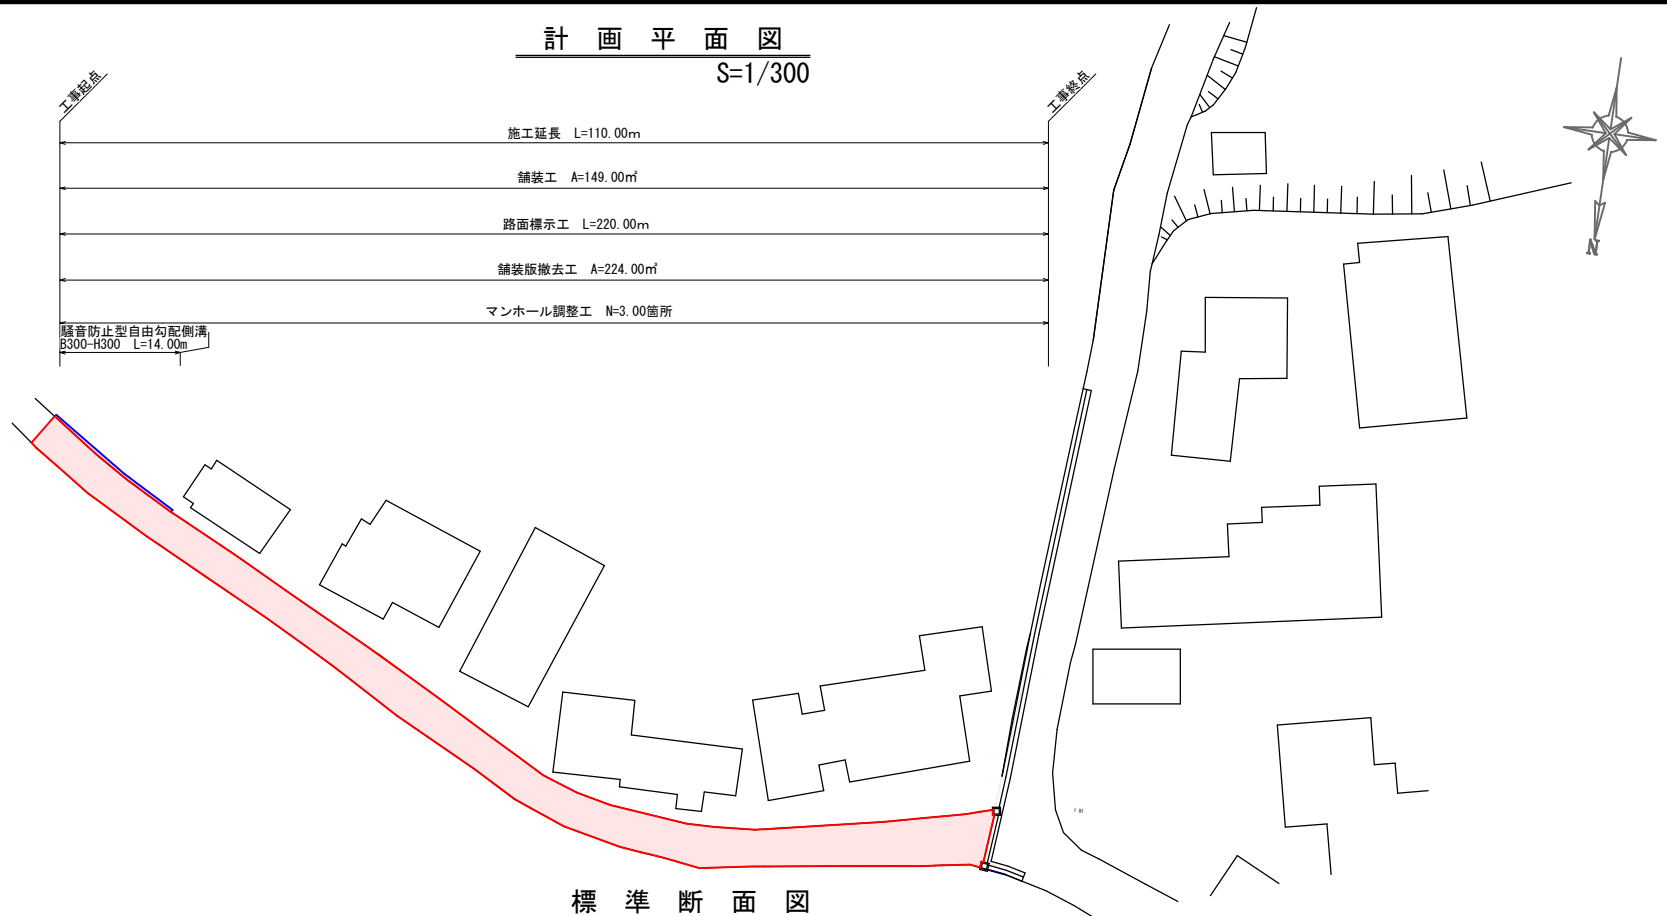 計画平面図
S=1/300
工事起点
工事終点
施工延長 L=110.00m
舗装工 A=149.00㎡
路面標示工 L=220.00m
舗装版撤去工 A=224.00㎡
マンホール調整工 N=3.00箇所
騒音防止型自由勾配側溝
B300-H300 L=14.00m
N
標準断面図